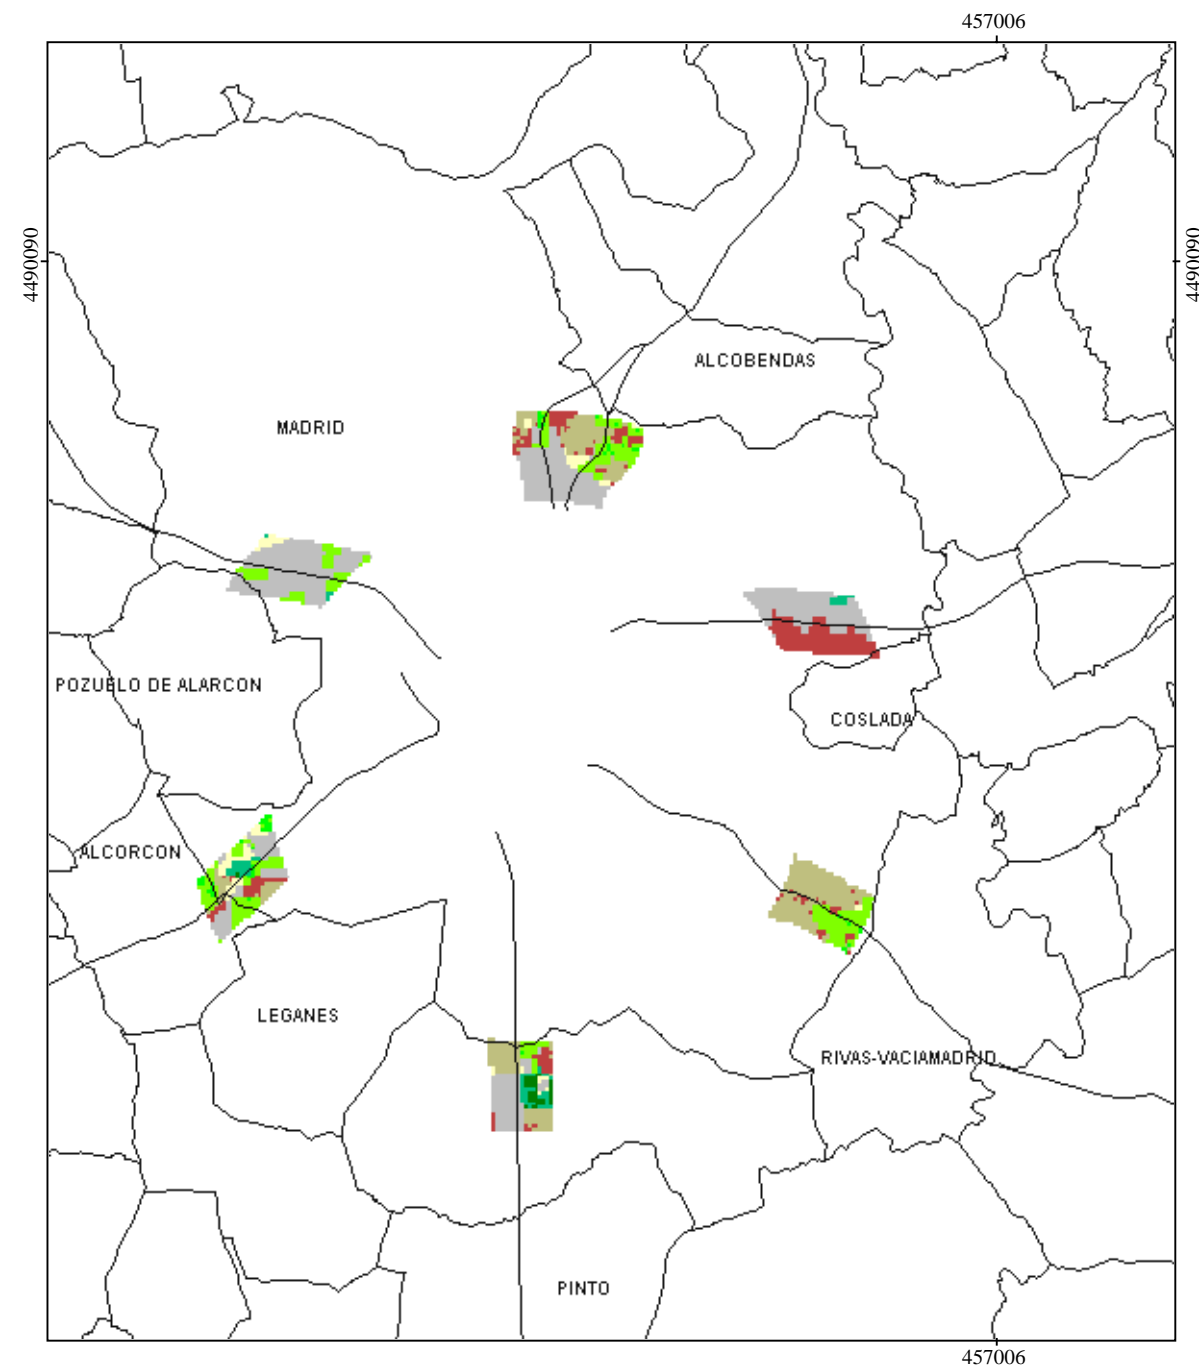 457006
4490090
4490090
ALCOBENDAS
MADRID
POZUELO DE ALARCON
COSLADA
ALCORCON
LEGANES
RIVAS-VACIAMADRID
PINTO
457006